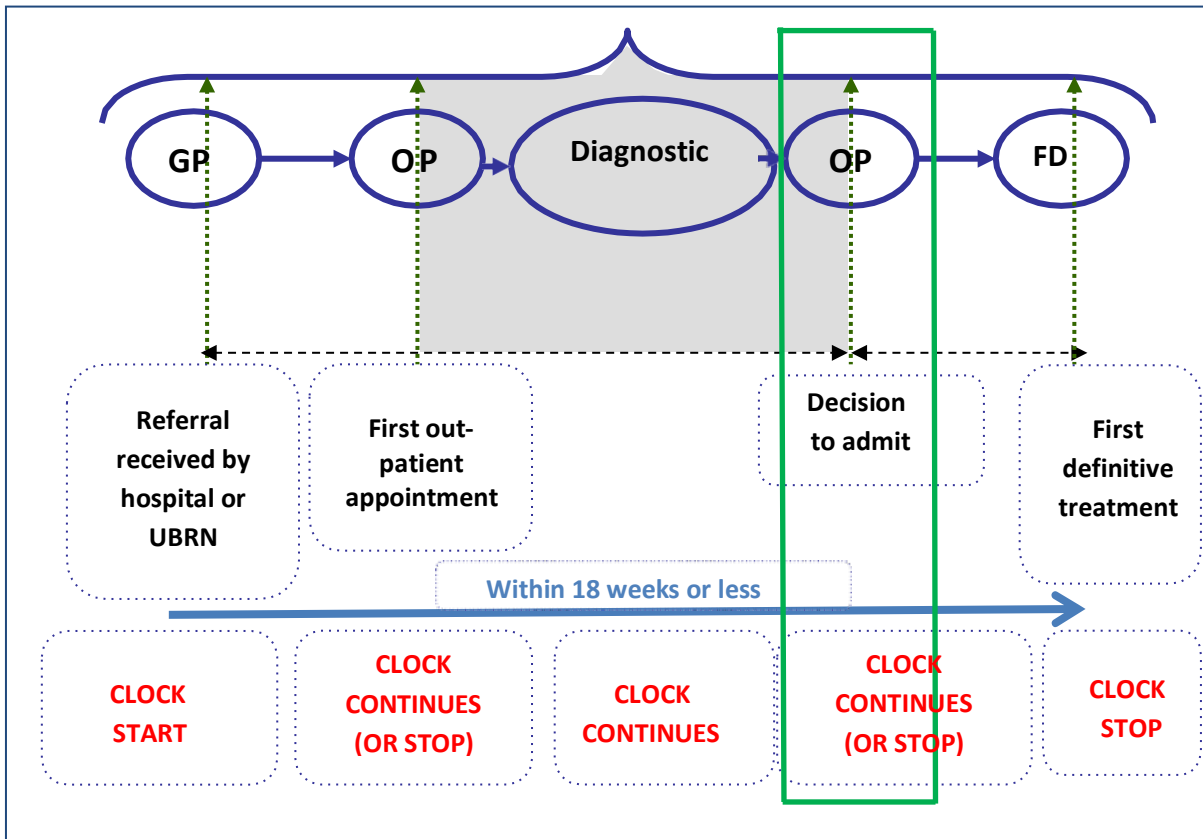 GP
OP
Diagnostic
OP
FD
Referral
received by
hospital or
UBRN
First out-
patient
appointment
Decision
to admit
First
definitive
treatment
Within 18 weeks or less
CLOCK
START
CLOCK
CONTINUES
(OR STOP)
CLOCK
CONTINUES
CLOCK
CONTINUES
(OR STOP)
CLOCK
STOP